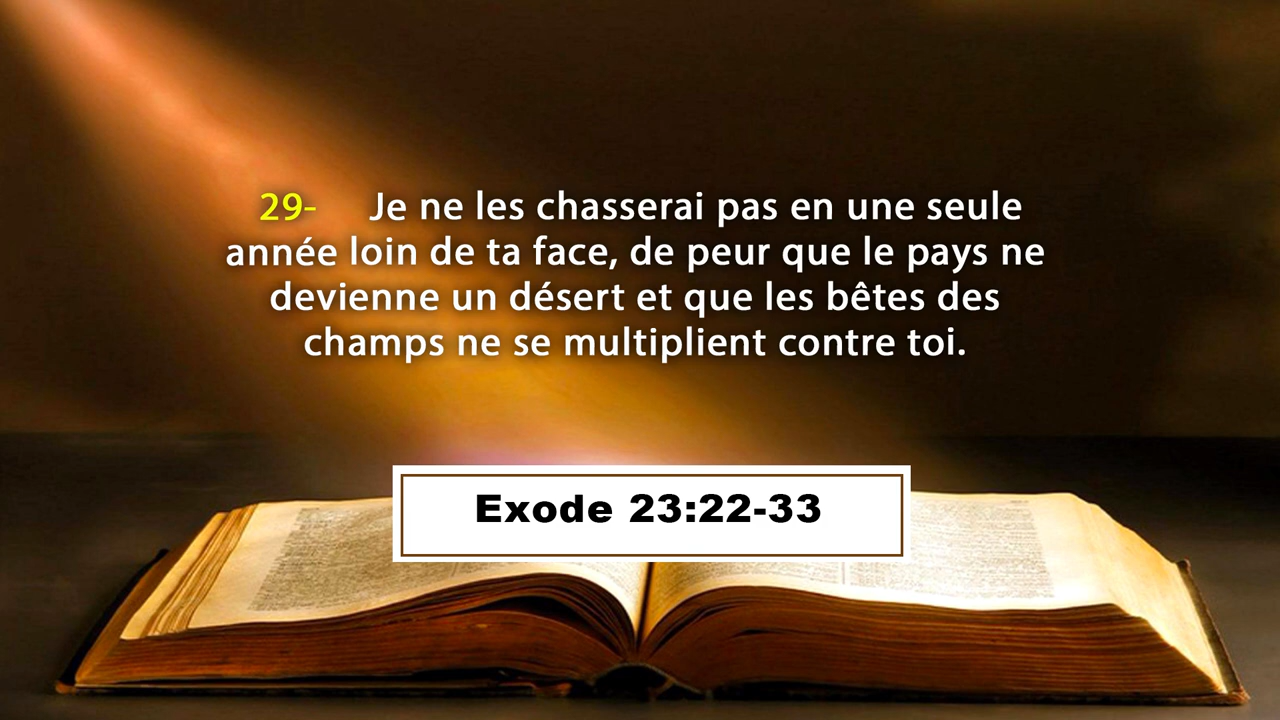 29- Je ne les chasserai pas en une seule
année loin de ta face, de peur que le pays ne
devienne un désert et que les bêtes des
champs ne se multiplient contre toi.
Exode 23:22-33